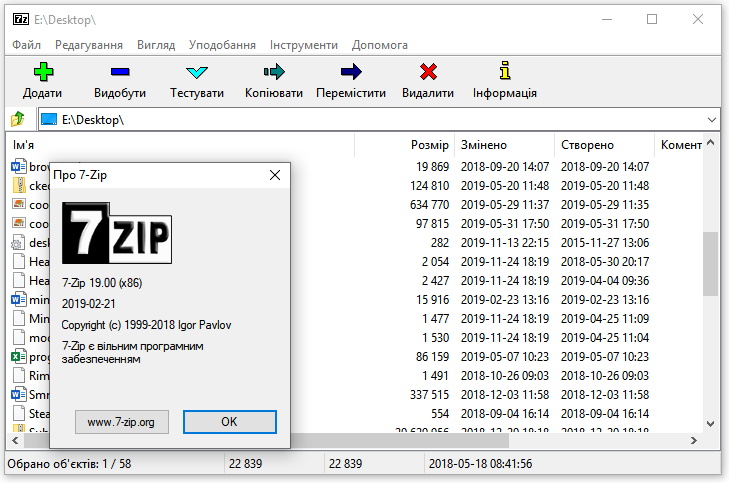 7z E:\Desktop\
Файл Редагування Вигляд Уподобання Інструменти Допомога
Додати Видобути Тестувати Копіювати Перемістити Видалити Інформація
E:\Desktop\
Ім'я Розмір Змінено Створено Комент
19 869 2018-09-20 14:07 2018-09-20 14:07
124 810 2019-05-20 11:48 2019-05-20 11:48
coo 634 770 2019-05-29 11:37 2019-05-29 11:35
coo 97 815 2019-05-31 17:50 2019-05-31 17:50
desk 282 2019-11-13 22:15 2015-11-27 13:06
Hea 2 054 2019-11-24 18:19 2018-05-30 20:17
Hea 2 427 2019-11-24 18:19 2019-04-04 09:36
min 15 916 2019-02-23 13:16 2019-02-23 13:16
Min 1 477 2019-11-24 18:19 2019-04-25 11:09
1 530 2019-11-24 18:19 2019-04-25 11:04
prog 86 159 2019-05-07 10:23 2019-05-07 10:23
Rim 1 491 2018-10-26 09:03 2018-10-26 09:03
337 515 2018-12-03 11:58 2018-12-03 11:58
Stea 554 2018-09-04 16:14 2018-09-04 16:14
Про 7-Zip
7ZIP
7-Zip 19.00 (x86)
2019-02-21
Copyright (c) 1999-2018 Igor Pavlov
7-Zip є вільним програмним
забезпеченням
www.7-zip.org OK
Обрано об'єктів: 1 / 58 22 839 22 839 2018-05-18 08:41:56